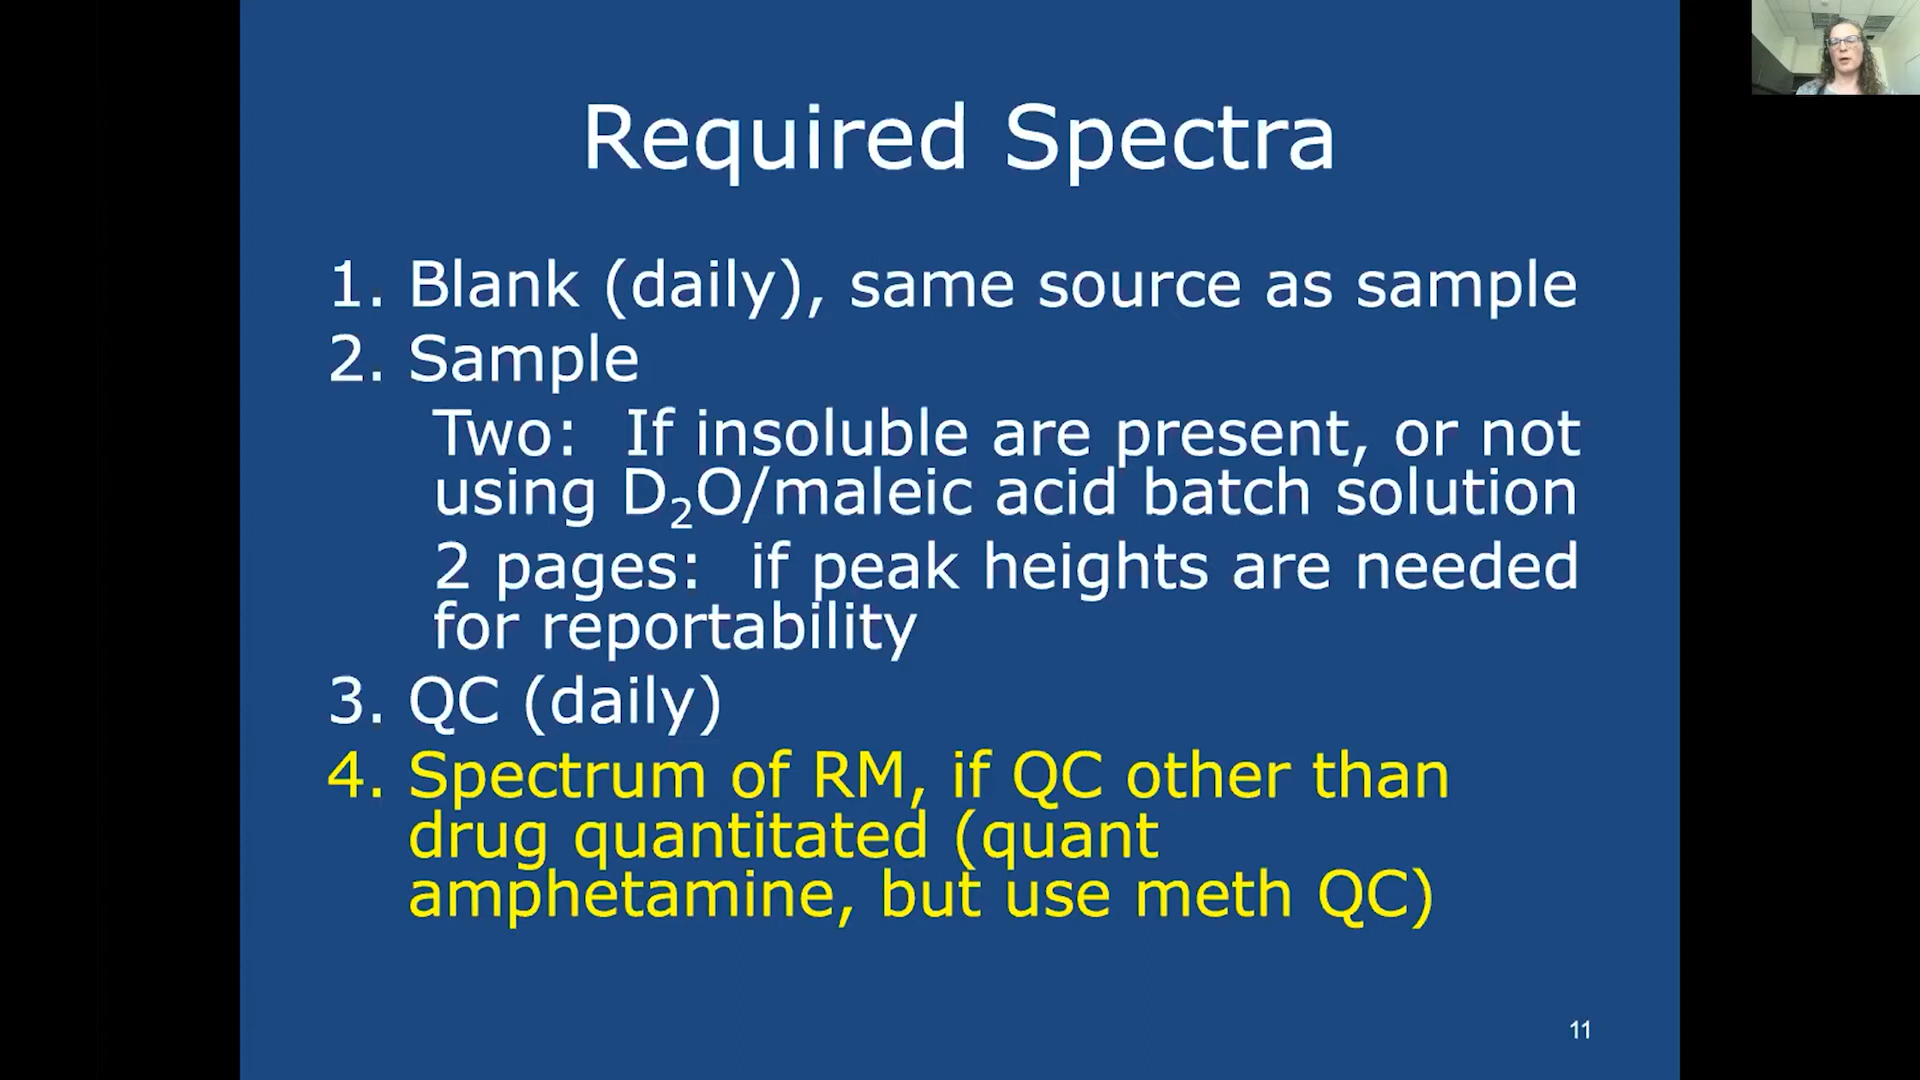 Required Spectra
1. Blank (daily), same source as sample
2. Sample
Two: If insoluble are present, or not
using D₂O/maleic acid batch solution
2 pages: if peak heights are needed
for reportability
3. QC (daily)
4. Spectrum of RM, if QC other than
drug quantitated (quant
amphetamine, but use meth QC)
11